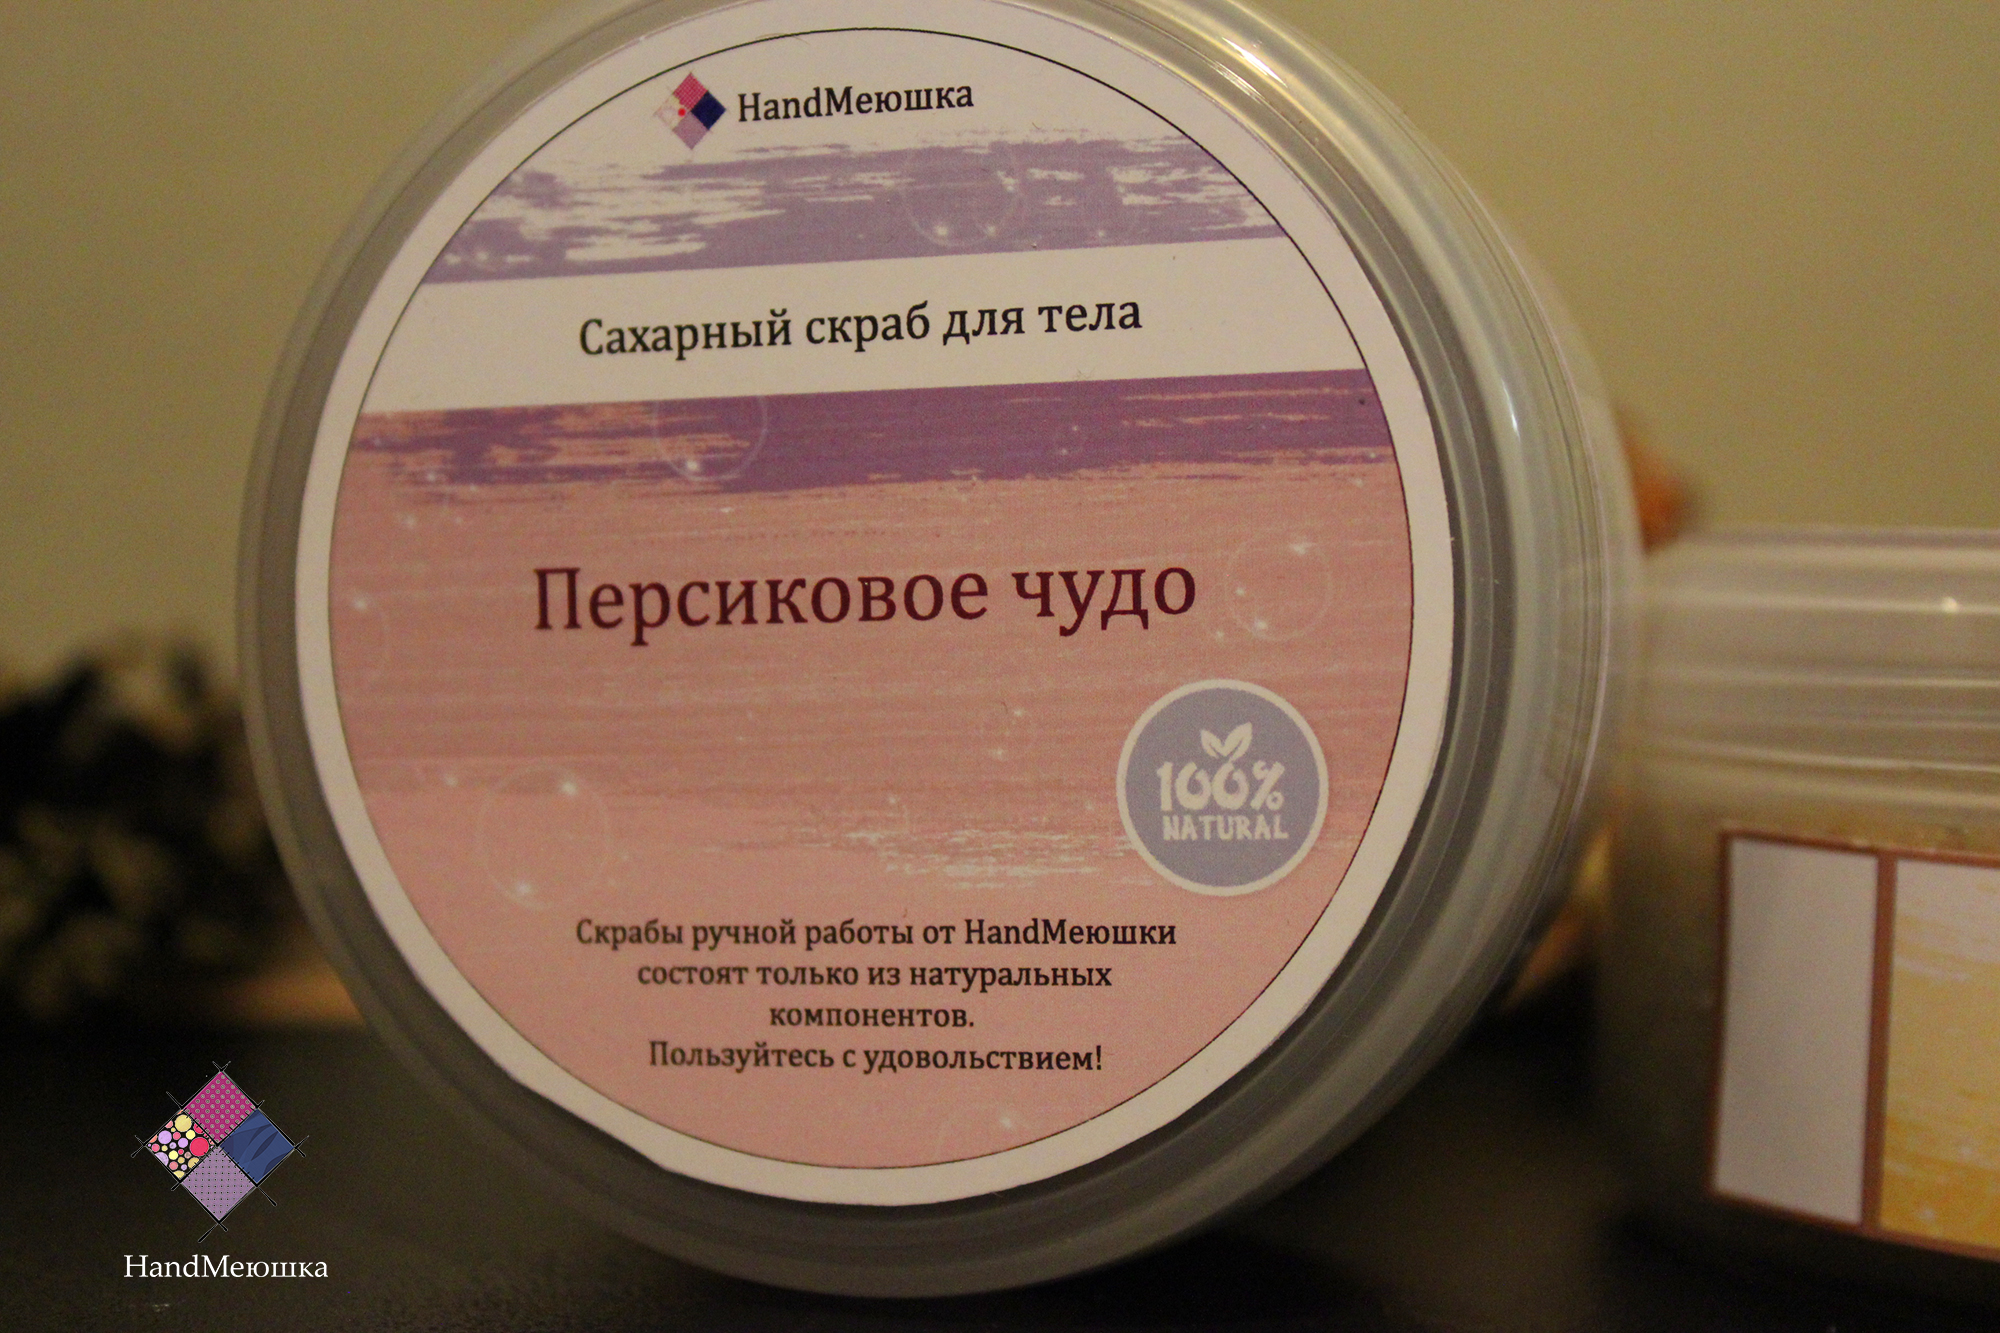 HandМеюшка
Сахарный скраб для тела
Персиковое чудо
100%
NATURAL
Скрабы ручной работы от HandМеюшки
состоят только из натуральных
компонентов.
Пользуйтесь с удовольствием!
HandМеюшка